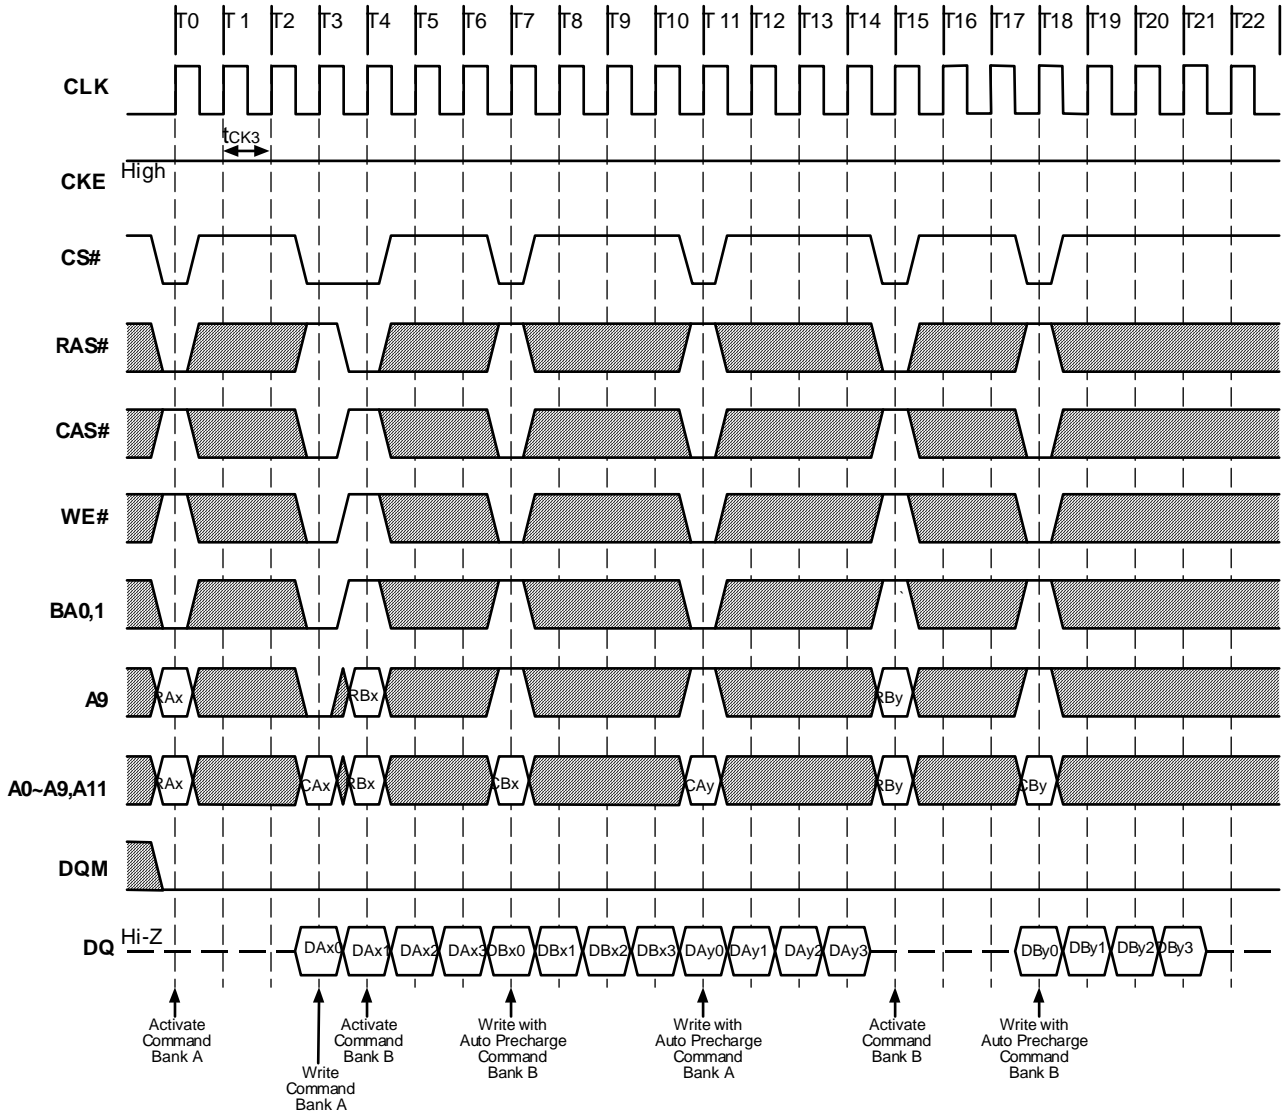 T0 T 1 T2 T3 T4 T5 T6 T7 T8 T9 T10 T 11 T12 T13 T14 T15 T16 T17 T18 T19 T20 T21 T22
CLK
tCK3
High
CKE
CS#
RAS#
CAS#
WE#
BA0,1
A9
RAx RBx RBy
A0~A9,A11
RAx CAx RBx CBx CAy RBy CBy
DQM
DQ
Hi-Z
DAx0 DAx1 DAx2 DAx3 DBx0 DBx1 DBx2 DBx3 DAy0 DAy1 DAy2 DAy3 DBy0 DBy1 DBy2 DBy3
Activate
Command
Bank A
Write
Command
Bank A
Activate
Command
Bank B
Write with
Auto Precharge
Command
Bank B
Write with
Auto Precharge
Command
Bank A
Activate
Command
Bank B
Write with
Auto Precharge
Command
Bank B